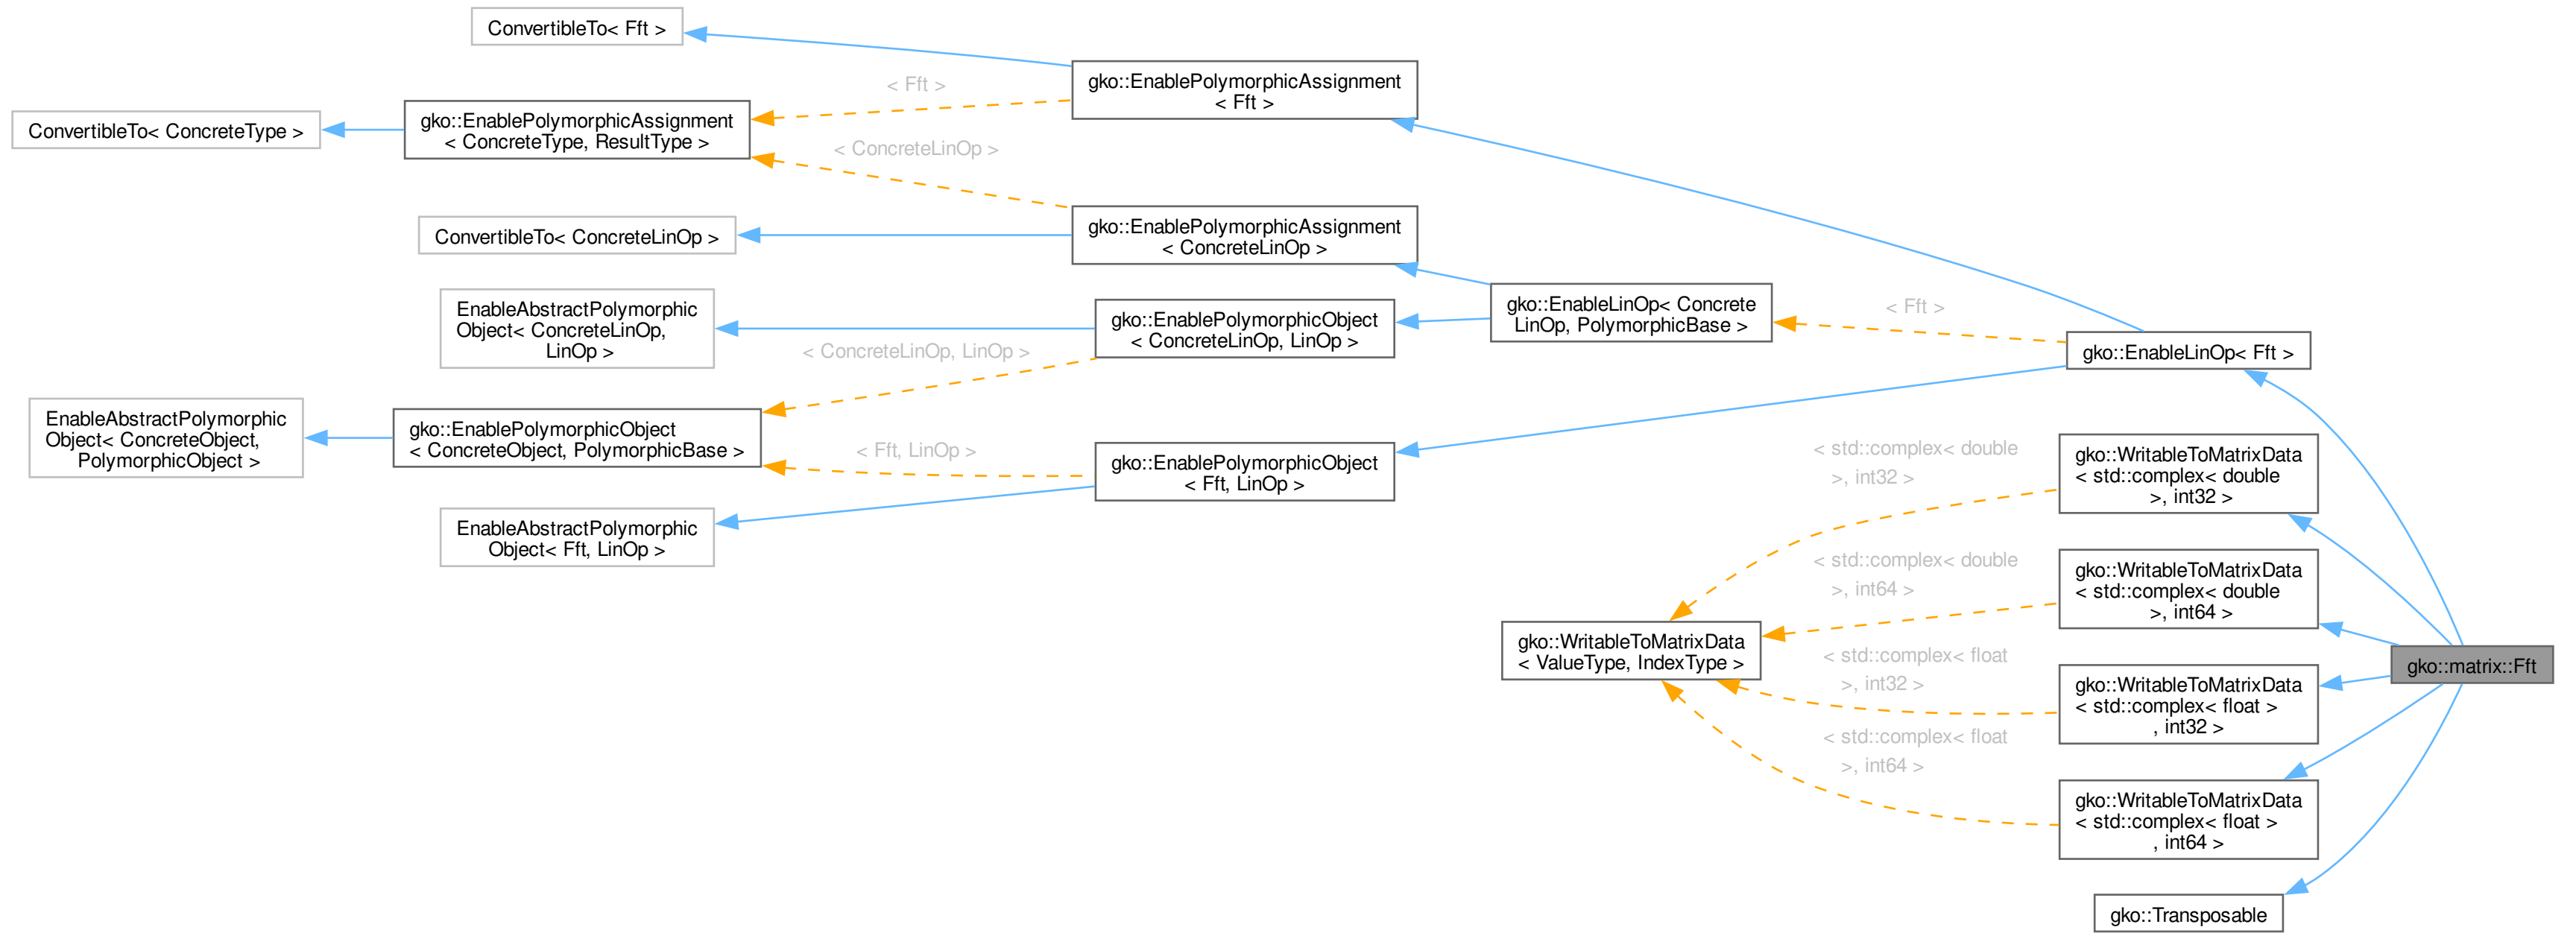 ConvertibleTo< Fft >
gko::EnablePolymorphicAssignment
< Fft >
< Fft >
ConvertibleTo< ConcreteType >
gko::EnablePolymorphicAssignment
< ConcreteType, ResultType >
< ConcreteLinOp >
ConvertibleTo< ConcreteLinOp >
gko::EnablePolymorphicAssignment
< ConcreteLinOp >
EnableAbstractPolymorphic
Object< ConcreteLinOp,
LinOp >
gko::EnablePolymorphicObject
< ConcreteLinOp, LinOp >
gko::EnableLinOp< Concrete
LinOp, PolymorphicBase >
< Fft >
gko::EnableLinOp< Fft >
< ConcreteLinOp, LinOp >
EnableAbstractPolymorphic
Object< ConcreteObject,
PolymorphicObject >
gko::EnablePolymorphicObject
< ConcreteObject, PolymorphicBase >
< Fft, LinOp >
gko::EnablePolymorphicObject
< Fft, LinOp >
EnableAbstractPolymorphic
Object< Fft, LinOp >
< std::complex< double
>, int32 >
gko::WritableToMatrixData
< std::complex< double
>, int32 >
< std::complex< double
>, int64 >
gko::WritableToMatrixData
< std::complex< double
>, int64 >
gko::WritableToMatrixData
< ValueType, IndexType >
< std::complex< float
>, int32 >
gko::WritableToMatrixData
< std::complex< float >
, int32 >
gko::matrix::Fft
< std::complex< float
>, int64 >
gko::WritableToMatrixData
< std::complex< float >
, int64 >
gko::Transposable